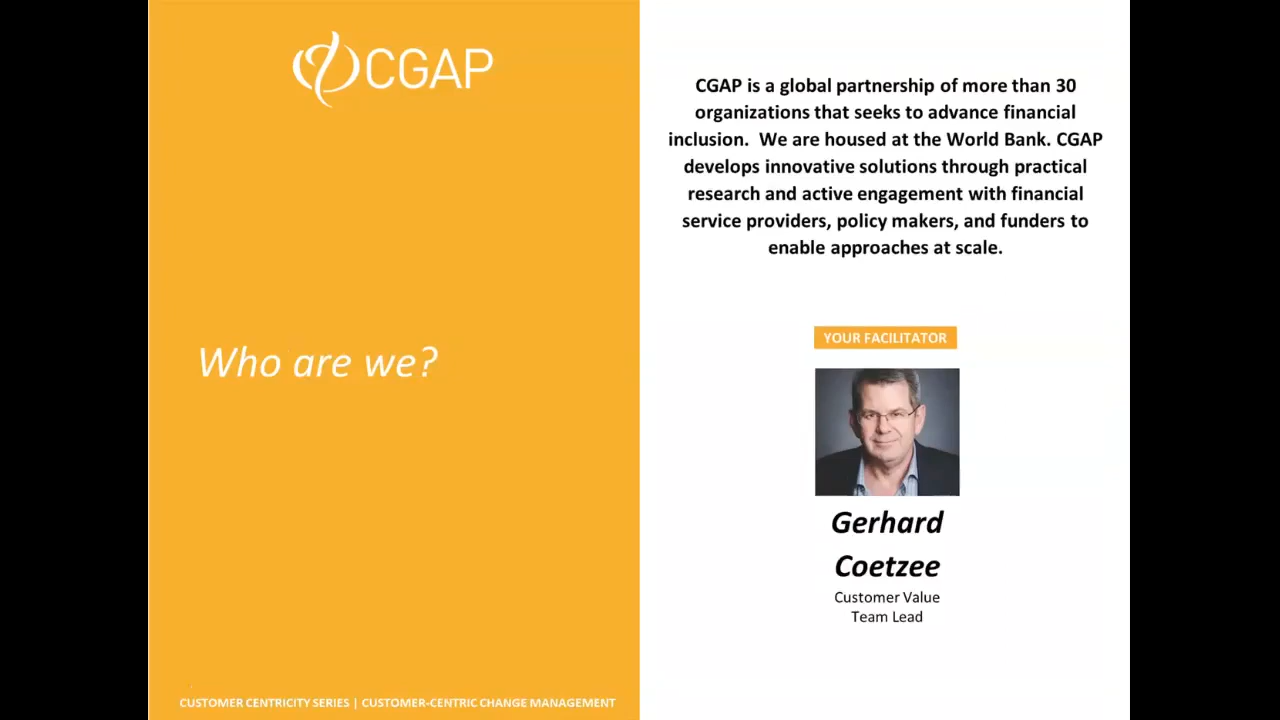 CGAP
Who are we?
CUSTOMER CENTRICITY SERIES | CUSTOMER-CENTRIC CHANGE MANAGEMENT
CGAP is a global partnership of more than 30
organizations that seeks to advance financial
inclusion.  We are housed at the World Bank. CGAP
develops innovative solutions through practical
research and active engagement with financial
service providers, policy makers, and funders to
enable approaches at scale.
YOUR FACILITATOR
Gerhard
Coetzee
Customer Value
Team Lead